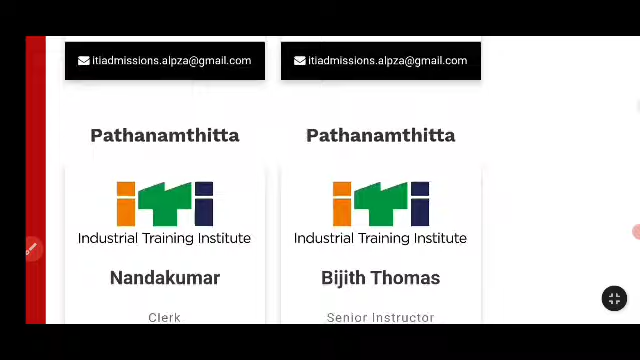 itiadmissions.alpza@gmail.com itiadmissions.alpza@gmail.com
Pathanamthitta Pathanamthitta
iti iti
Industrial Training Institute Industrial Training Institute
Nandakumar Bijith Thomas
Clerk Senior Instructor